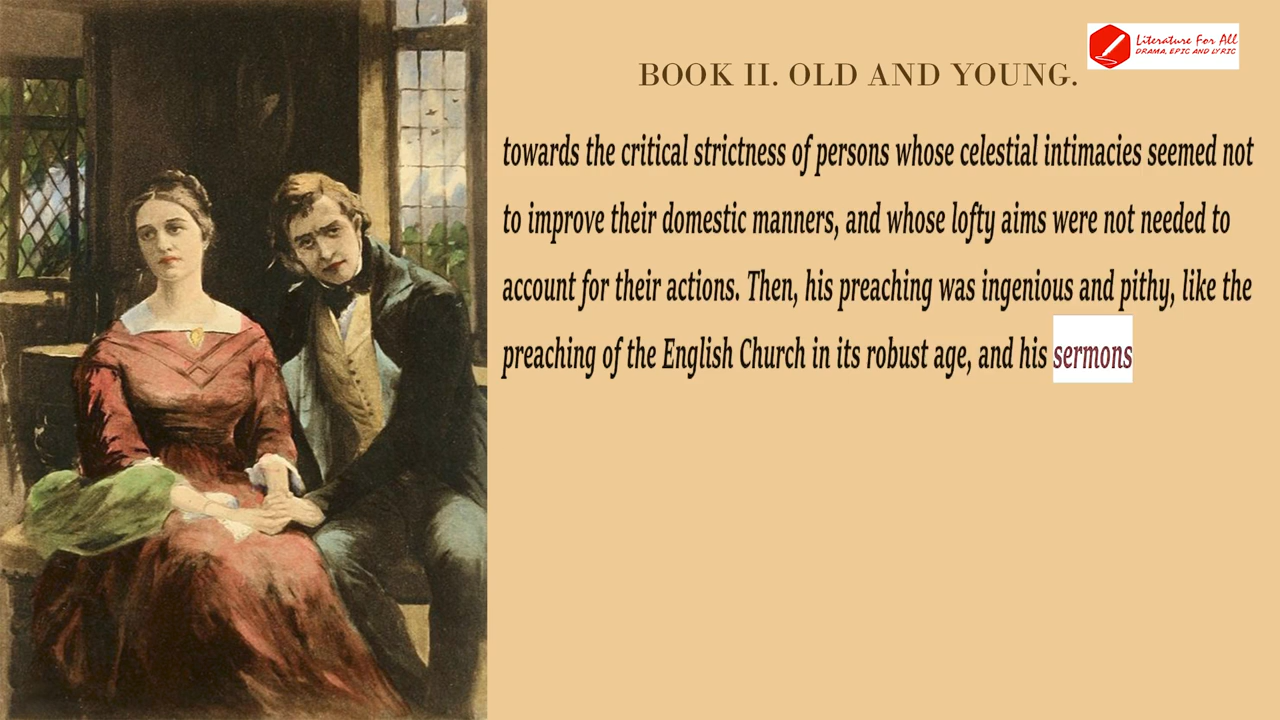 Literature For All
DRAMA, EPIC AND LYRIC
BOOK II. OLD AND YOUNG.
towards the critical strictness of persons whose celestial intimacies seemed not
to improve their domestic manners, and whose lofty aims were not needed to
account for their actions. Then, his preaching was ingenious and pithy, like the
preaching of the English Church in its robust age, and his sermons